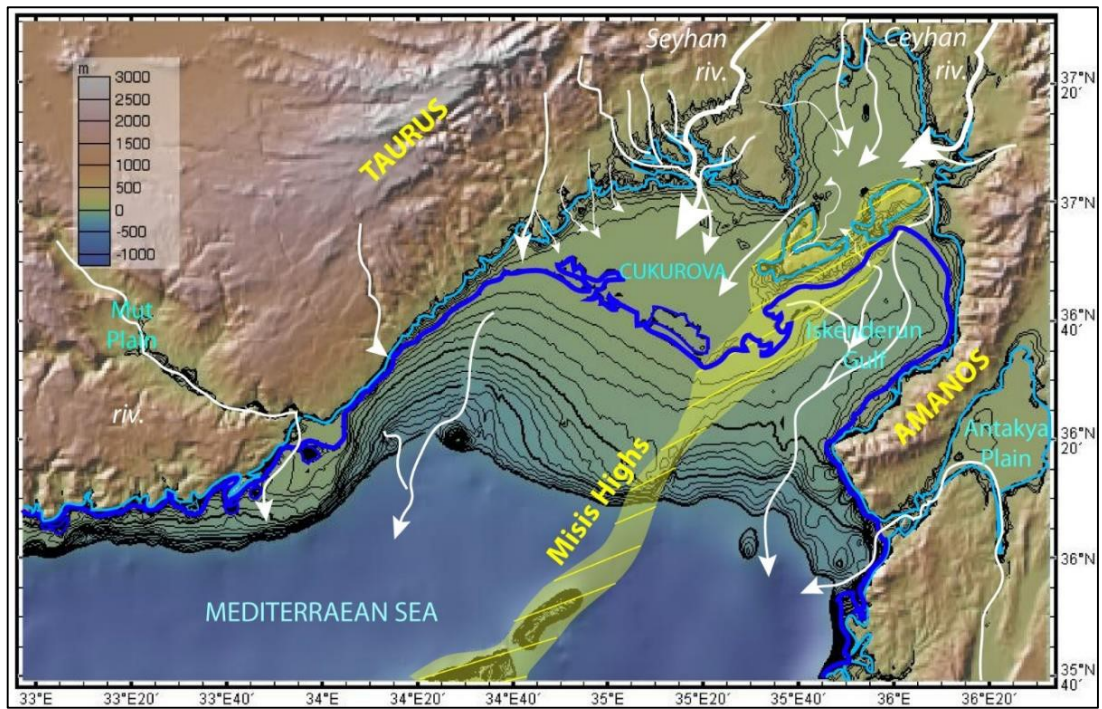 Seyhan
riv.
Ceyhan
riv.
m
3000
2500
2000
1500
1000
500
0
-500
-1000
TAURUS
CUKUROVA
Mut
Plain
riv.
Iskenderun
Gulf
AMANOS
Antakya
Plain
Misis Highs
MEDITERRAEAN SEA
37°N
20´
37°N
36°N
40´
36°N
20´
36°N
35°N
40´
33°E
33°E20´
33°E40´
34°E
34°E20´
34°E40´
35°E
35°E20´
35°E40´
36°E
36°E20´